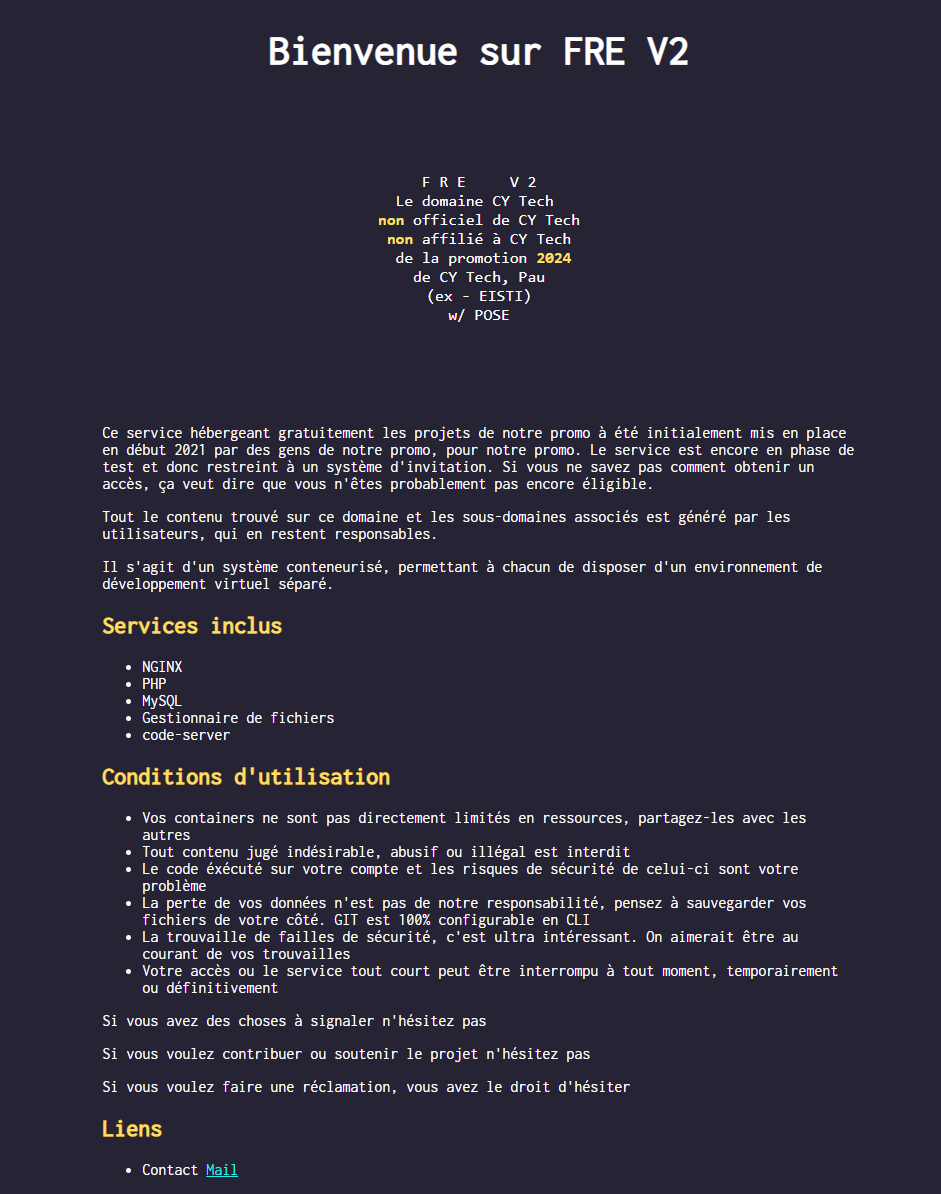 Bienvenue sur FRE V2
F R E V 2
Le domaine CY Tech
non officiel de CY Tech
non affilié à CY Tech
de la promotion 2024
de CY Tech, Pau
(ex - EISTI)
w/ POSE
Ce service hébergeant gratuitement les projets de notre promo à été initialement mis en place
en début 2021 par des gens de notre promo, pour notre promo. Le service est encore en phase de
test et donc restreint à un système d'invitation. Si vous ne savez pas comment obtenir un
accès, ça veut dire que vous n'êtes probablement pas encore éligible.
Tout le contenu trouvé sur ce domaine et les sous-domaines associés est généré par les
utilisateurs, qui en restent responsables.
Il s'agit d'un système conteneurisé, permettant à chacun de disposer d'un environnement de
développement virtuel séparé.
Services inclus
• NGINX
• PHP
• MySQL
• Gestionnaire de fichiers
• code-server
Conditions d'utilisation
• Vos containers ne sont pas directement limités en ressources, partagez-les avec les
autres
• Tout contenu jugé indésirable, abusif ou illégal est interdit
• Le code éxécuté sur votre compte et les risques de sécurité de celui-ci sont votre
problème
• La perte de vos données n'est pas de notre responsabilité, pensez à sauvegarder vos
fichiers de votre côté. GIT est 100% configurable en CLI
• La trouvaille de failles de sécurité, c'est ultra intéressant. On aimerait être au
courant de vos trouvailles
• Votre accès ou le service tout court peut être interrompu à tout moment, temporairement
ou définitivement
Si vous avez des choses à signaler n'hésitez pas
Si vous voulez contribuer ou soutenir le projet n'hésitez pas
Si vous voulez faire une réclamation, vous avez le droit d'hésiter
Liens
• Contact Mail